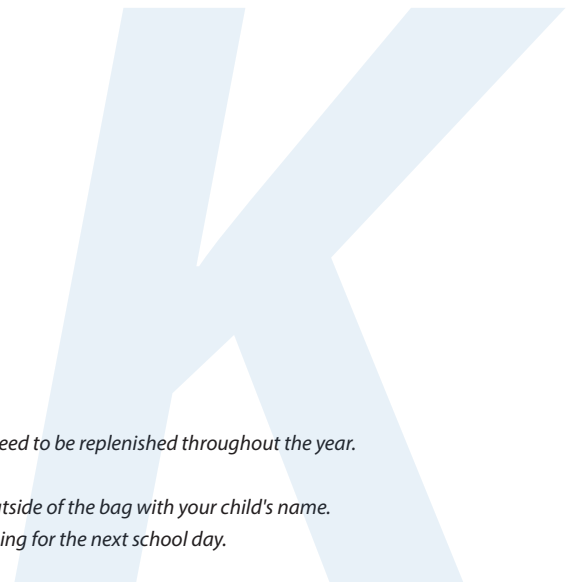 K
eed to be replenished throughout the year.
tside of the bag with your child's name.
ing for the next school day.